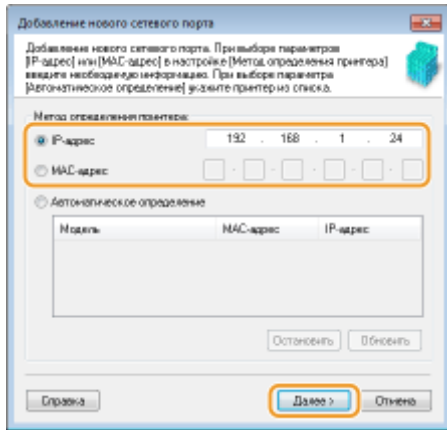 Добавление нового сетевого порта
Добавление нового сетевого порта. При выборе параметров
[IP-адрес] или [MAC-адрес] в настройке [Метод определения принтера]
введите необходимую информацию. При выборе параметра
[Автоматическое определение] укажите принтер из списка.
Метод определения принтера:
IP-адрес 192 . 168 . 1 . 24
MAC-адрес - - - - -
Автоматическое определение
Модель MAC-адрес IP-адрес
Остановить Обновить
Справка Далее > Отмена